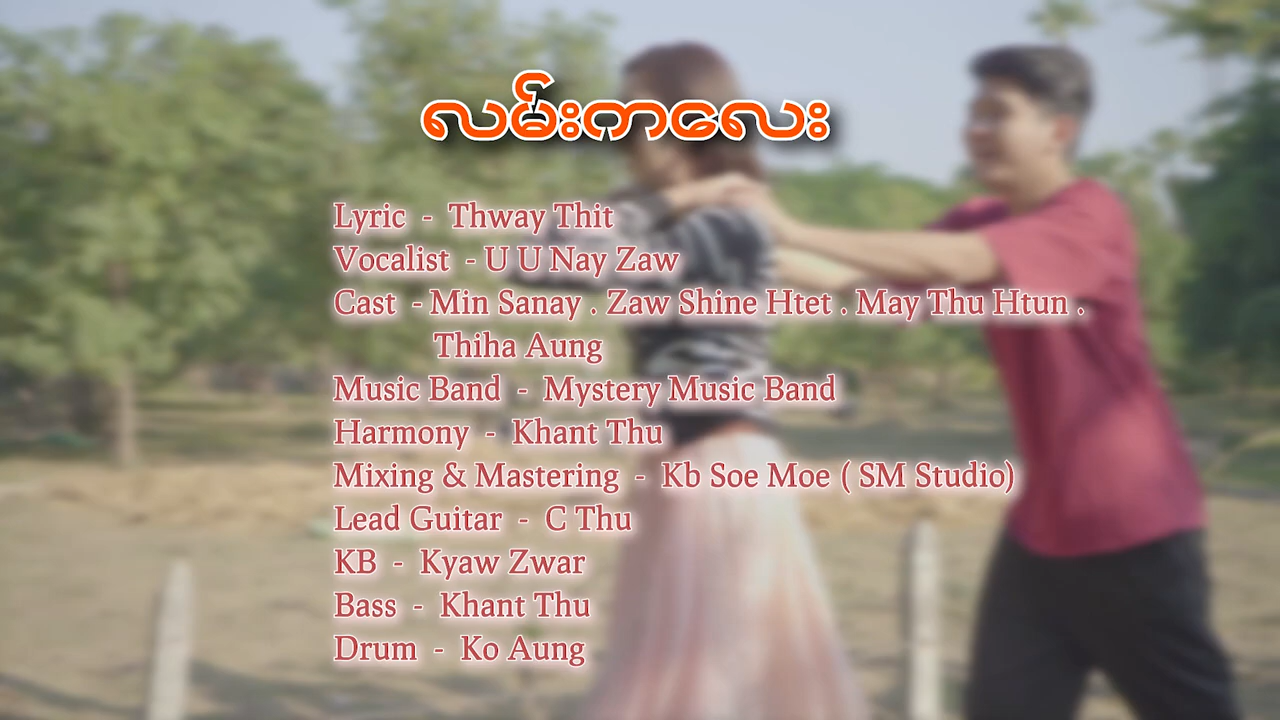 လမ်းကလေး
Lyric - Thway Thit
Vocalist - U U Nay Zaw
Cast - Min Sanay . Zaw Shine Htet . May Thu Htun .
Thiha Aung
Music Band - Mystery Music Band
Harmony - Khant Thu
Mixing & Mastering - Kb Soe Moe ( SM Studio)
Lead Guitar - C Thu
KB - Kyaw Zwar
Bass - Khant Thu
Drum - Ko Aung